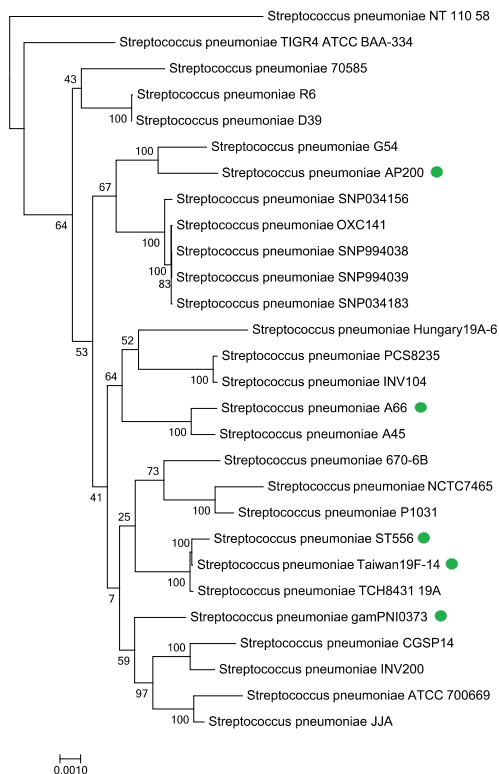 Streptococcus pneumoniae NT 110 58
Streptococcus pneumoniae TIGR4 ATCC BAA-334
Streptococcus pneumoniae 70585
43
Streptococcus pneumoniae R6
100
Streptococcus pneumoniae D39
Streptococcus pneumoniae G54
100
Streptococcus pneumoniae AP200
67
Streptococcus pneumoniae SNP034156
64
Streptococcus pneumoniae OXC141
100
Streptococcus pneumoniae SNP994038
100
Streptococcus pneumoniae SNP994039
83
Streptococcus pneumoniae SNP034183
Streptococcus pneumoniae Hungary19A-6
52
53
Streptococcus pneumoniae PCS8235
64
100
Streptococcus pneumoniae INV104
Streptococcus pneumoniae A66
100
Streptococcus pneumoniae A45
Streptococcus pneumoniae 670-6B
73
Streptococcus pneumoniae NCTC7465
41
100
Streptococcus pneumoniae P1031
25
Streptococcus pneumoniae ST556
100
Streptococcus pneumoniae Taiwan19F-14
100
Streptococcus pneumoniae TCH8431 19A
7
Streptococcus pneumoniae gamPNI0373
Streptococcus pneumoniae CGSP14
100
59
Streptococcus pneumoniae INV200
97
Streptococcus pneumoniae ATCC 700669
100
Streptococcus pneumoniae JJA
0.0010